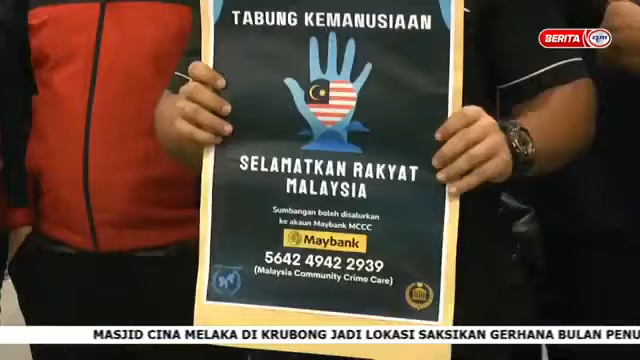 TABUNG KEMANUSIAAN
BERITA
SELAMATKAN RAKYAT
MALAYSIA
Sumbangan boleh disalurkan
ke akaun Maybank MCCC
Maybank
5642 4942 2939
(Malaysia Community Crime Care)
MASJID CINA MELAKA DI KRUBONG JADI LOKASI SAKSIKAN GERHANA BULAN PENU